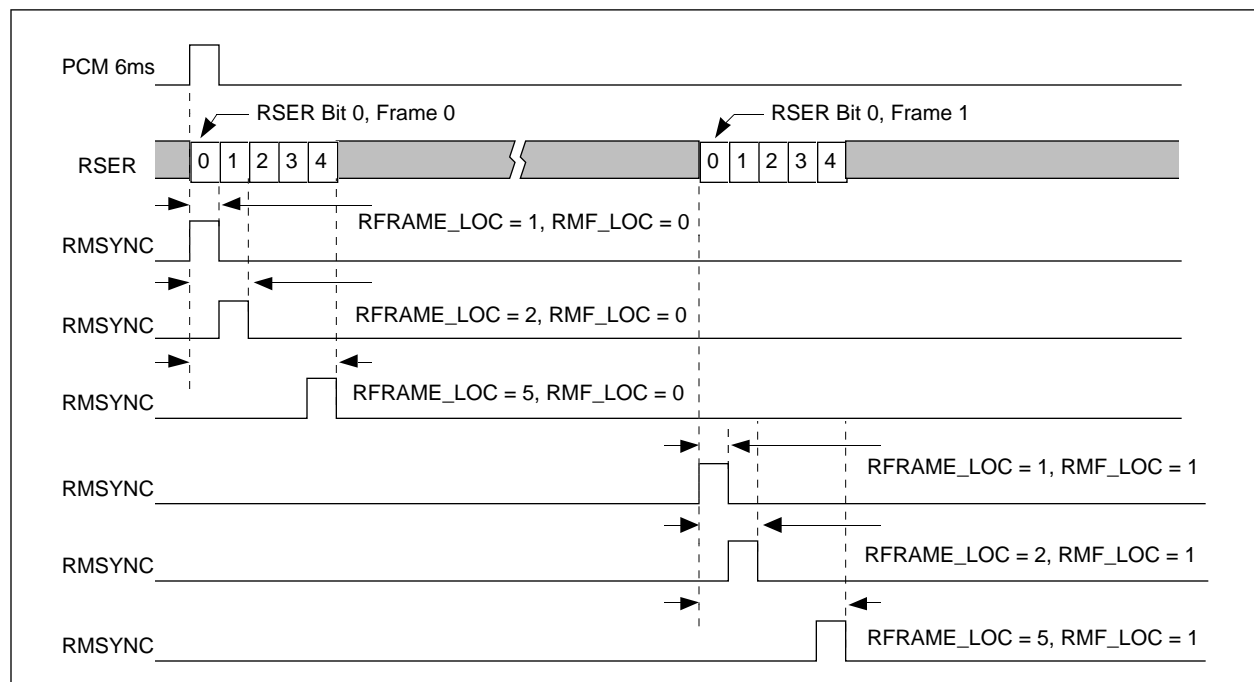 PCM 6ms
RSER Bit 0, Frame 0
RSER Bit 0, Frame 1
RSER
0 1 2 3 4
0 1 2 3 4
RFRAME_LOC = 1, RMF_LOC = 0
RMSYNC
RFRAME_LOC = 2, RMF_LOC = 0
RMSYNC
RFRAME_LOC = 5, RMF_LOC = 0
RMSYNC
RFRAME_LOC = 1, RMF_LOC = 1
RMSYNC
RFRAME_LOC = 2, RMF_LOC = 1
RMSYNC
RFRAME_LOC = 5, RMF_LOC = 1
RMSYNC